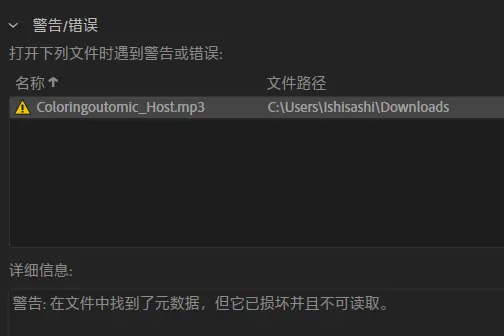 警告/错误
打开下列文件时遇到警告或错误:
名称↑ 文件路径
Coloringoutomic_Host.mp3 C:\Users\Ishisashi\Downloads
详细信息:
警告: 在文件中找到了元数据，但它已损坏并且不可读取。